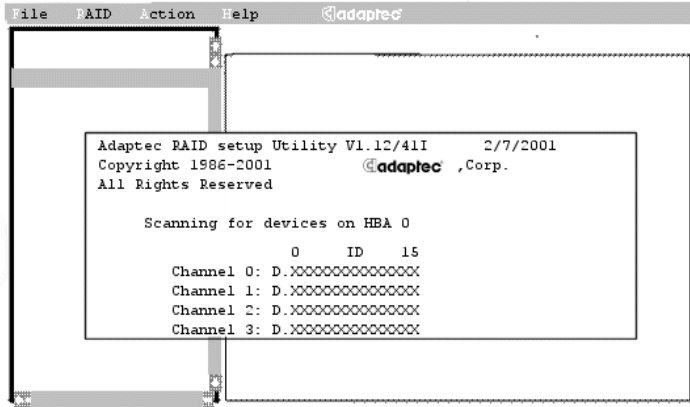 File RAID Action Help adaptec
Adaptec RAID setup Utility V1.12/41I 2/7/2001
Copyright 1986-2001 adaptec ,Corp.
All Rights Reserved
Scanning for devices on HBA 0
0 ID 15
Channel 0: D.XXXXXXXXXXXXXX
Channel 1: D.XXXXXXXXXXXXXX
Channel 2: D.XXXXXXXXXXXXXX
Channel 3: D.XXXXXXXXXXXXXX